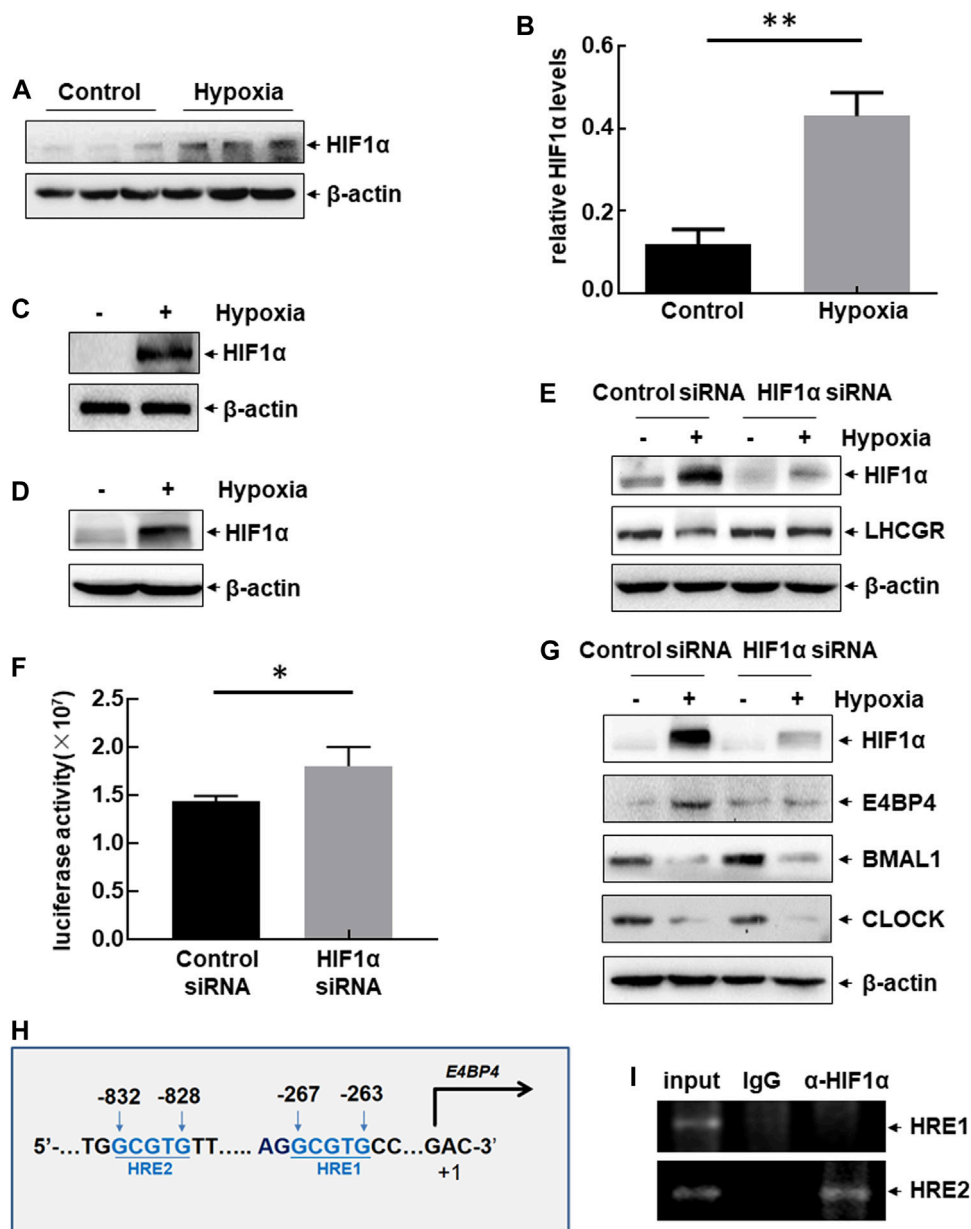 A
Control Hypoxia
HIF1α
β-actin
B
**
relative HIF1α levels
0.6
0.4
0.2
0.0
Control Hypoxia
C
- + Hypoxia
HIF1α
β-actin
D
- + Hypoxia
HIF1α
β-actin
E
Control siRNA HIF1α siRNA
- + - + Hypoxia
HIF1α
LHCGR
β-actin
F
*
luciferase activity(×10⁷)
2.5
2.0
1.5
1.0
0.5
0.0
Control siRNA
HIF1α siRNA
G
Control siRNA HIF1α siRNA
- + - + Hypoxia
HIF1α
E4BP4
BMAL1
CLOCK
β-actin
H
E4BP4
-832 -828 -267 -263
5'-...TGGCGTGTT..... AGGCGTGCC...GAC-3'
HRE2 HRE1 +1
I
input IgG α-HIF1α
HRE1
HRE2